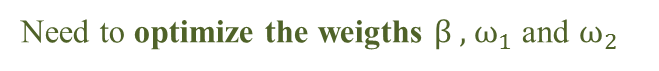 Need to optimize the weigths β , ω₁ and ω₂